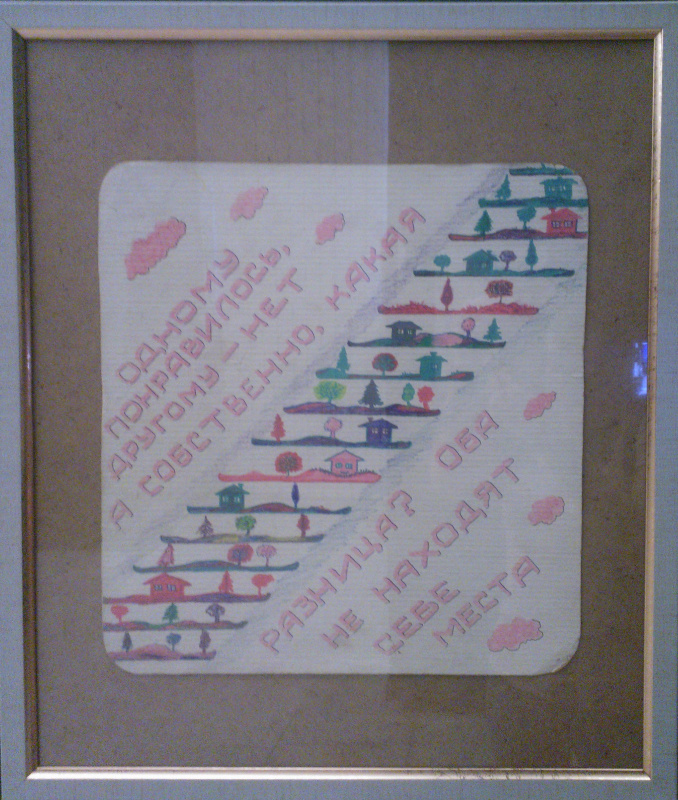 ОДНОМУ
ПОНРАВИЛОСЬ,
ДРУГОМУ – НЕТ
А СОБСТВЕННО, КАКАЯ
РАЗНИЦА? ОБА
НЕ НАХОДЯТ
СЕБЕ
МЕСТА